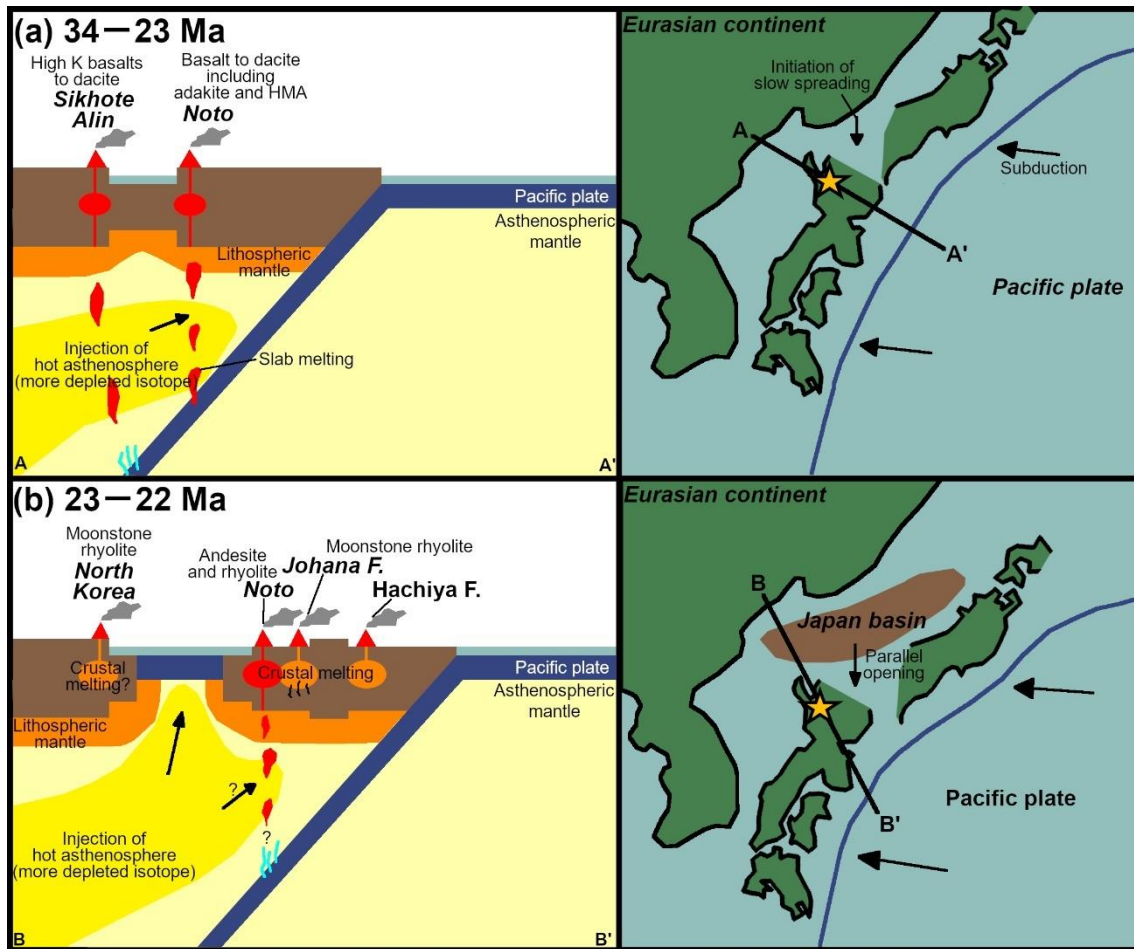 (a) 34—23 Ma
High K basalts
to dacite
Sikhote
Alin
Basalt to dacite
including
adakite and HMA
Noto
Pacific plate
Asthenospheric
mantle
Lithospheric
mantle
Injection of
hot asthenosphere
(more depleted isotope)
Slab melting
A
A'
Eurasian continent
Initiation of
slow spreading
A
Subduction
A'
Pacific plate
(b) 23—22 Ma
Moonstone
rhyolite
North
Korea
Andesite
and rhyolite
Noto
Moonstone rhyolite
Johana F.
Hachiya F.
Crustal
melting?
Crustal melting
Pacific plate
Asthenospheric
mantle
Lithospheric
mantle
?
?
Injection of
hot asthenosphere
(more depleted isotope)
B
B'
Eurasian continent
B
Japan basin
Parallel
opening
Pacific plate
B'